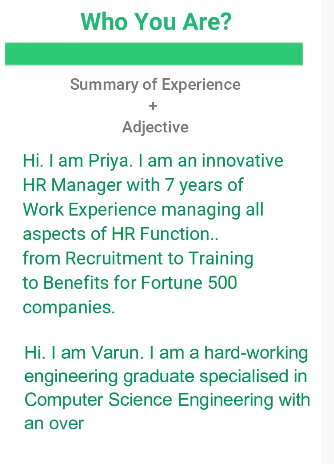 Who You Are?
Summary of Experience
+
Adjective
Hi. I am Priya. I am an innovative
HR Manager with 7 years of
Work Experience managing all
aspects of HR Function..
from Recruitment to Training
to Benefits for Fortune 500
companies.
Hi. I am Varun. I am a hard-working
engineering graduate specialised in
Computer Science Engineering with
an over